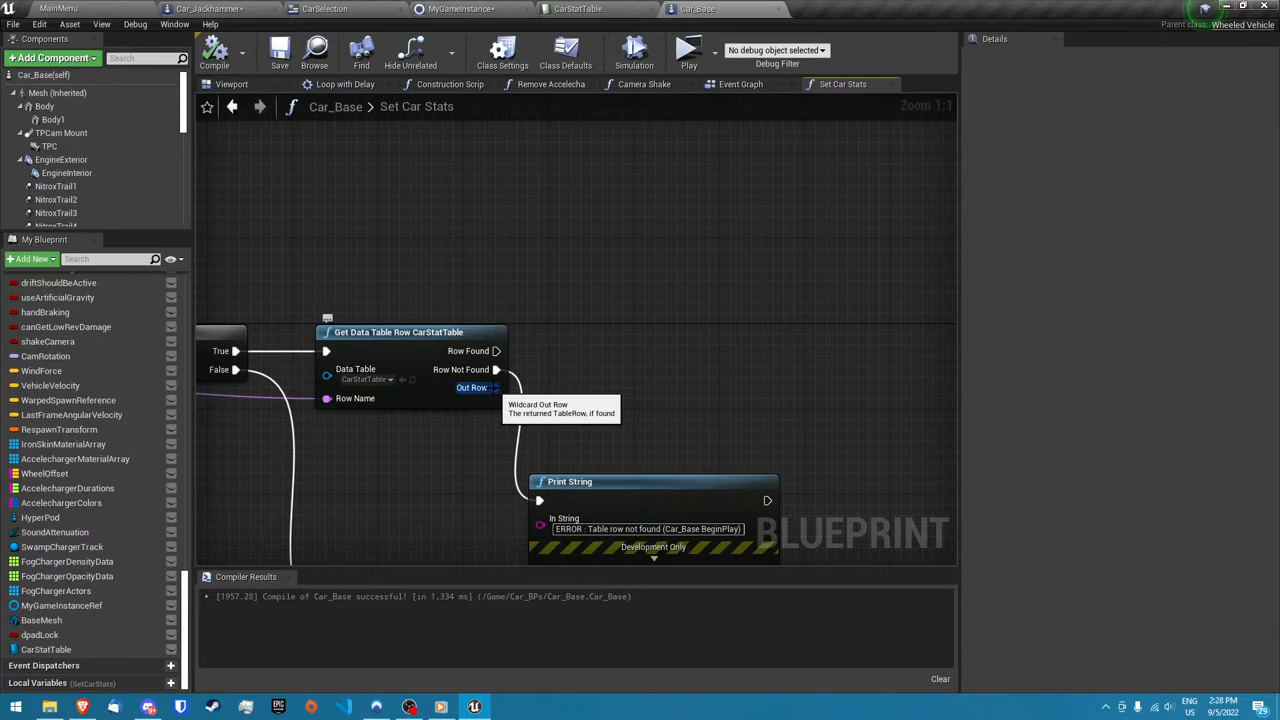 MainMenu
Car_Jackhammer*
CarSelection
MyGameInstance*
CarStatTable
Car_Base
File
Edit
Asset
View
Debug
Window
Help
Parent class: Wheeled Vehicle
Components
Details
Add Component
Search
Compile
Save
Browse
Find
Hide Unrelated
Class Settings
Class Defaults
Simulation
Play
No debug object selected
Debug Filter
Car_Base(self)
Mesh (Inherited)
Body
Body1
TPCam Mount
TPC
EngineExterior
EngineInterior
NitroxTrail1
NitroxTrail2
NitroxTrail3
NitroxTrail4
Viewport
Loop with Delay
Construction Scrip
Remove Accelecha
Camera Shake
Event Graph
Set Car Stats
Car_Base > Set Car Stats
Zoom 1:1
My Blueprint
Add New
Search
driftShouldBeActive
useArtificialGravity
handBraking
canGetLowRevDamage
shakeCamera
CamRotation
WindForce
VehicleVelocity
WarpedSpawnReference
LastFrameVelocity
RespawnTransform
IronSkinMaterialArray
AccelechargerMaterialArray
WheelOffset
AccelechargerDurations
AccelechargerColors
HyperPod
SoundAttenuation
SwampChargerTrack
FogChargerDensityData
FogChargerOpacityData
FogChargerActors
MyGameInstanceRef
BaseMesh
dpadLock
CarStatTable
Event Dispatchers
Local Variables (SetCarStats)
True
False
Get Data Table Row CarStatTable
Row Found
Data Table
CarStatTable
Row Not Found
Out Row
Row Name
Wildcard Out Row
The returned TableRow, if found
Print String
In String
ERROR : Table row not found (Car_Base BeginPlay)
Development Only
BLUEPRINT
Compiler Results
[1957.28] Compile of Car_Base successful! [in 1,334 ms] (/Game/Car_BPs/Car_Base.Car_Base)
Clear
ENG
US
2:28 PM
9/5/2022
29